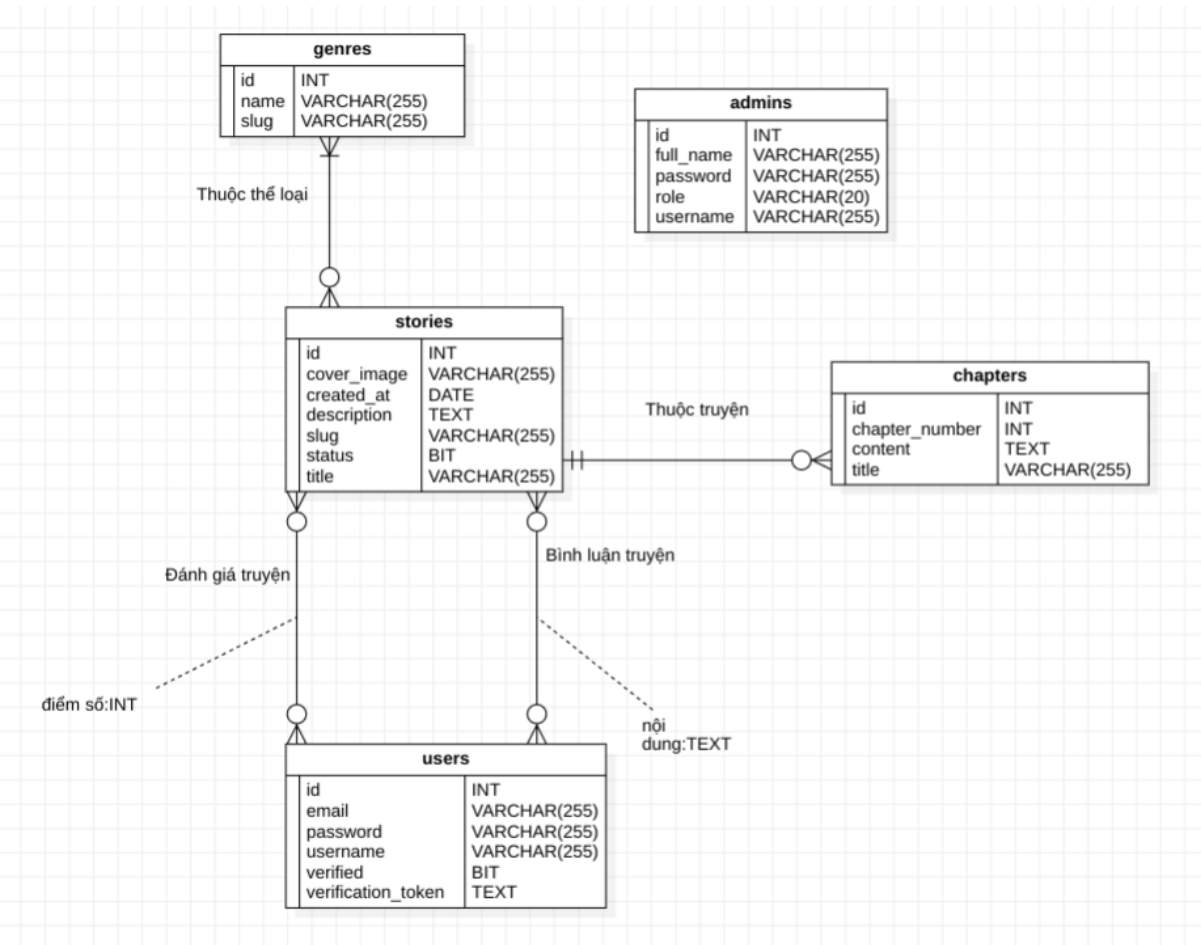 genres
id INT
name VARCHAR(255)
slug VARCHAR(255)
admins
id INT
full_name VARCHAR(255)
password VARCHAR(255)
role VARCHAR(20)
username VARCHAR(255)
Thuộc thể loại
stories
id INT
cover_image VARCHAR(255)
created_at DATE
description TEXT
slug VARCHAR(255)
status BIT
title VARCHAR(255)
Thuộc truyện
chapters
id INT
chapter_number INT
content TEXT
title VARCHAR(255)
Đánh giá truyện
Bình luận truyện
điểm số:INT
nội
dung:TEXT
users
id INT
email VARCHAR(255)
password VARCHAR(255)
username VARCHAR(255)
verified BIT
verification_token TEXT